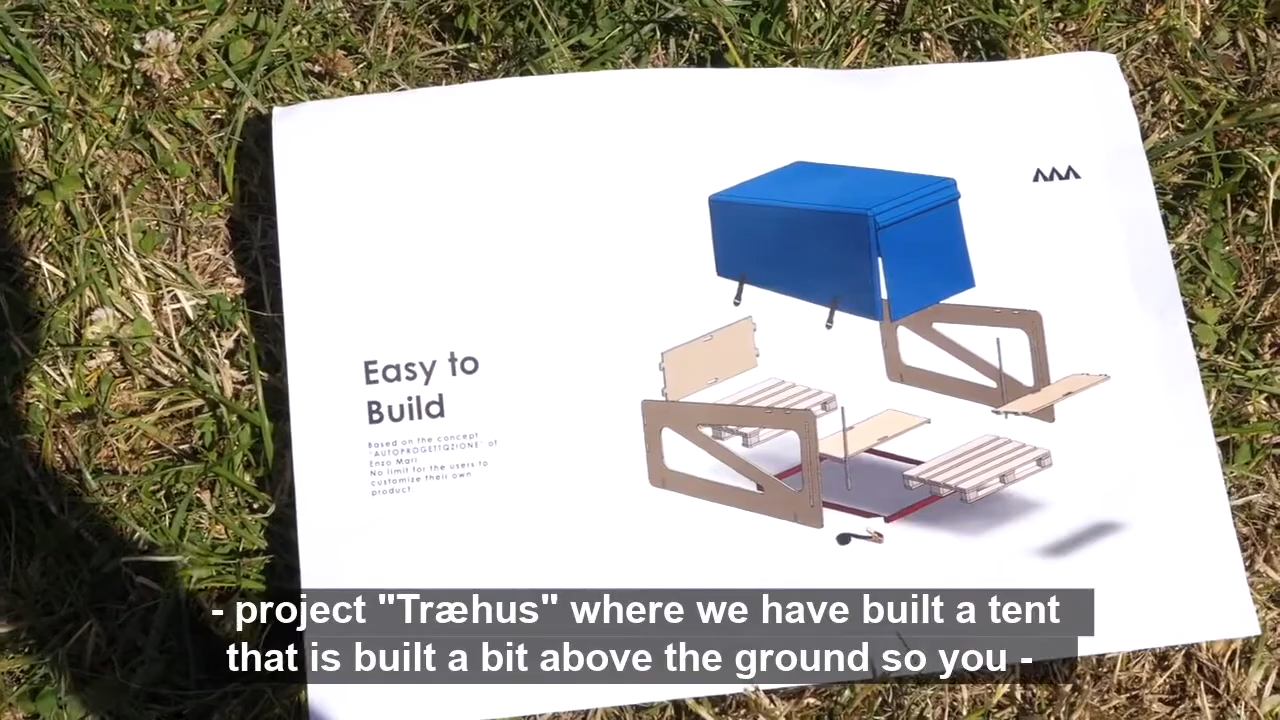 Easy to
Build
Based on the concept
"AUTOPROGETTQZIONE" of
Enzo Mari
No limit for the users to
customize their own
product.
- project "Træhus" where we have built a tent
that is built a bit above the ground so you -